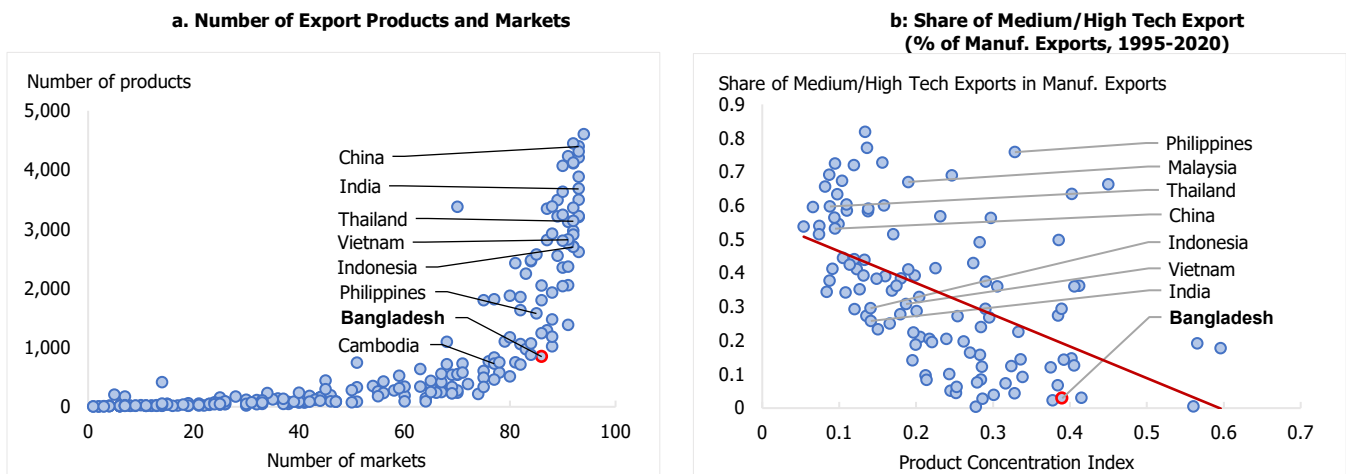 a. Number of Export Products and Markets
Number of products
5,000
4,000
3,000
2,000
1,000
0
China
India
Thailand
Vietnam
Indonesia
Philippines
Bangladesh
Cambodia
0 20 40 60 80 100
Number of markets
b: Share of Medium/High Tech Export
(% of Manuf. Exports, 1995-2020)
Share of Medium/High Tech Exports in Manuf. Exports
0.9
0.8
0.7
0.6
0.5
0.4
0.3
0.2
0.1
0
Philippines
Malaysia
Thailand
China
Indonesia
Vietnam
India
Bangladesh
0 0.1 0.2 0.3 0.4 0.5 0.6 0.7
Product Concentration Index